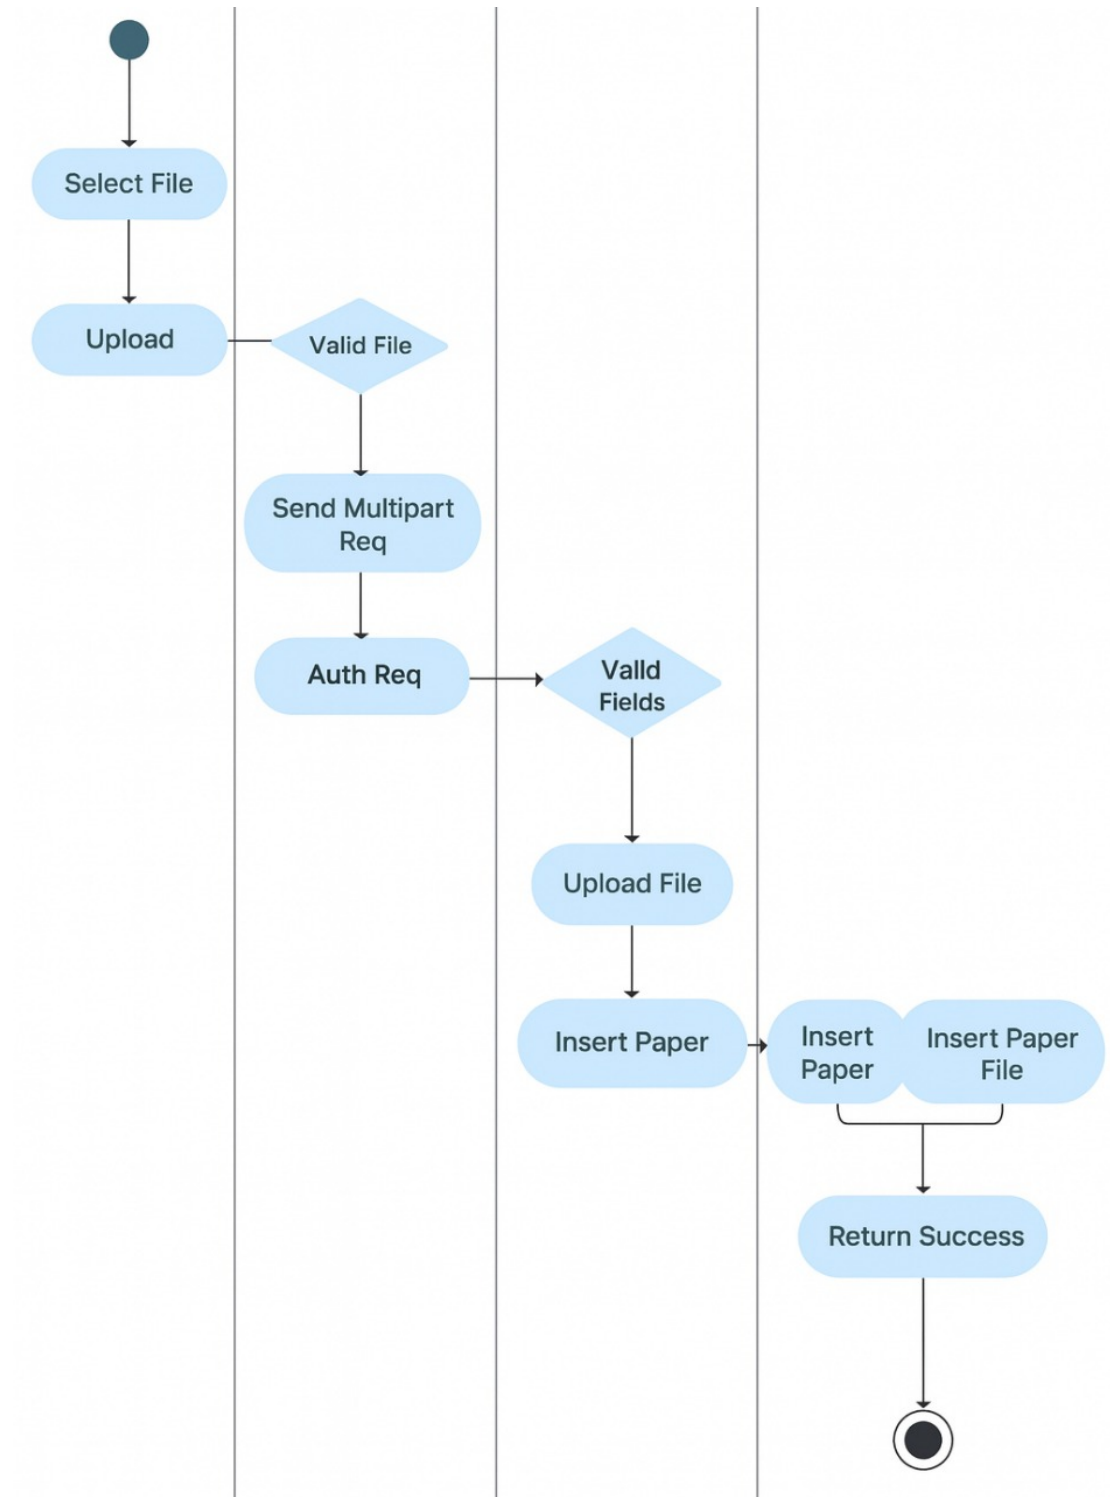 Select File
Upload
Valid File
Send Multipart
Req
Auth Req
Valld
Fields
Upload File
Insert Paper
Insert
Paper
Insert Paper
File
Return Success